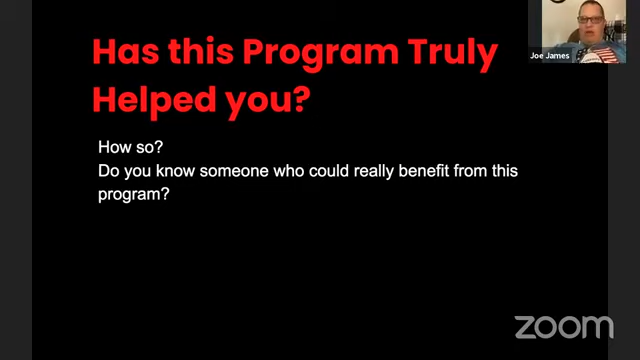 Has this Program Truly
Helped you?
How so?
Do you know someone who could really benefit from this
program?
Joe James
zoom